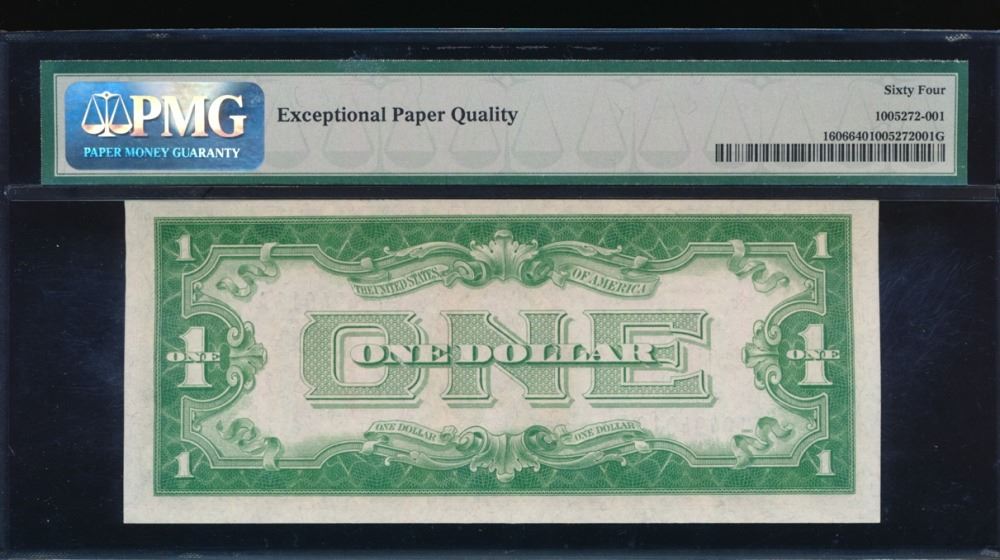 PMG
PAPER MONEY GUARANTY
Exceptional Paper Quality
Sixty Four
1005272-001
16066401005272001G
1 1
THE UNITED STATES OF AMERICA
ONE
1 ONE ONE DOLLAR 1 ONE
ONE DOLLAR ONE DOLLAR
1 1